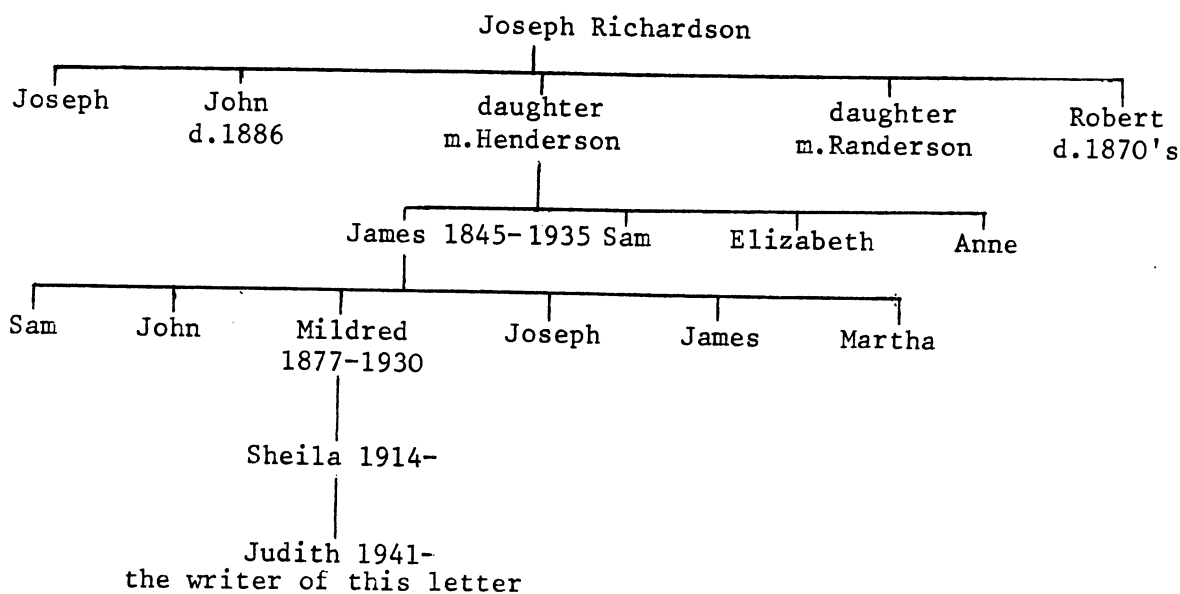 Joseph Richardson
Joseph John daughter daughter Robert
d.1886 m.Henderson m.Randerson d.1870's
James 1845-1935 Sam Elizabeth Anne
Sam John Mildred Joseph James Martha
1877-1930
Sheila 1914-
Judith 1941-
the writer of this letter